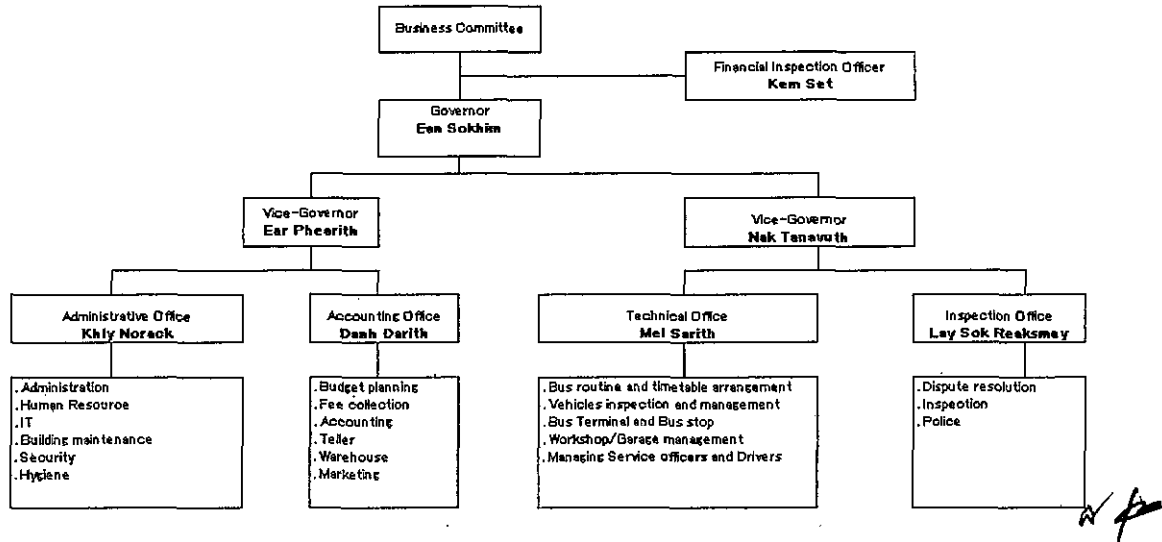 Business Committee
Financial Inspection Officer
Kem Set
Governor
Ean Sokhim
Vice-Governor
Ear Phearith
Vice-Governor
Nak Tanavuth
Administrative Office
Khly Norack
Accounting Office
Danh Darith
Technical Office
Mel Sarith
Inspection Office
Lay Sok Reaksmey
.Administration
.Human Resource
.IT
.Building maintenance
.Security
.Hygiene
.Budget planning
.Fee collection
.Accounting
.Teller
.Warehouse
.Marketing
.Bus routine and timetable arrangement
.Vehicles inspection and management
.Bus Terminal and Bus stop
.Workshop/Garage management
.Managing Service officers and Drivers
.Dispute resolution
.Inspection
.Police